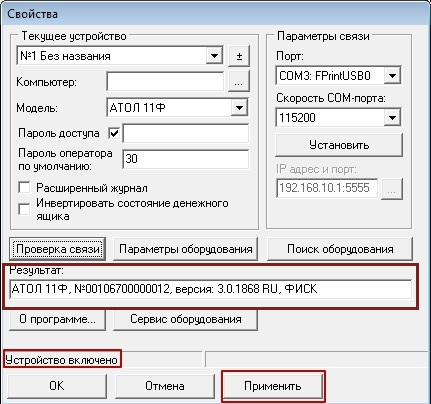 Свойства
Текущее устройство
№1 Без названия
±
Компьютер:
...
Модель:
АТОЛ 11Ф
Пароль доступа
Пароль оператора
по умолчанию:
30
Расширенный журнал
Инвертировать состояние денежного
ящика
Параметры связи
Порт:
COM3: FPrintUSB0
Скорость COM-порта:
115200
Установить
IP адрес и порт:
192.168.10.1:5555
...
Проверка связи
Параметры оборудования
Поиск оборудования
Результат:
АТОЛ 11Ф, №00106700000012, версия: 3.0.1868 RU, ФИСК
О программе...
Сервис оборудования
Устройство включено
OK
Отмена
Применить